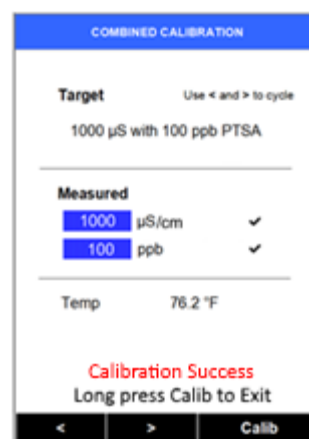 COMBINED CALIBRATION
Target Use < and > to cycle
1000 µS with 100 ppb PTSA
Measured
1000 µS/cm ✓
100 ppb ✓
Temp 76.2 °F
Calibration Success
Long press Calib to Exit
< > Calib